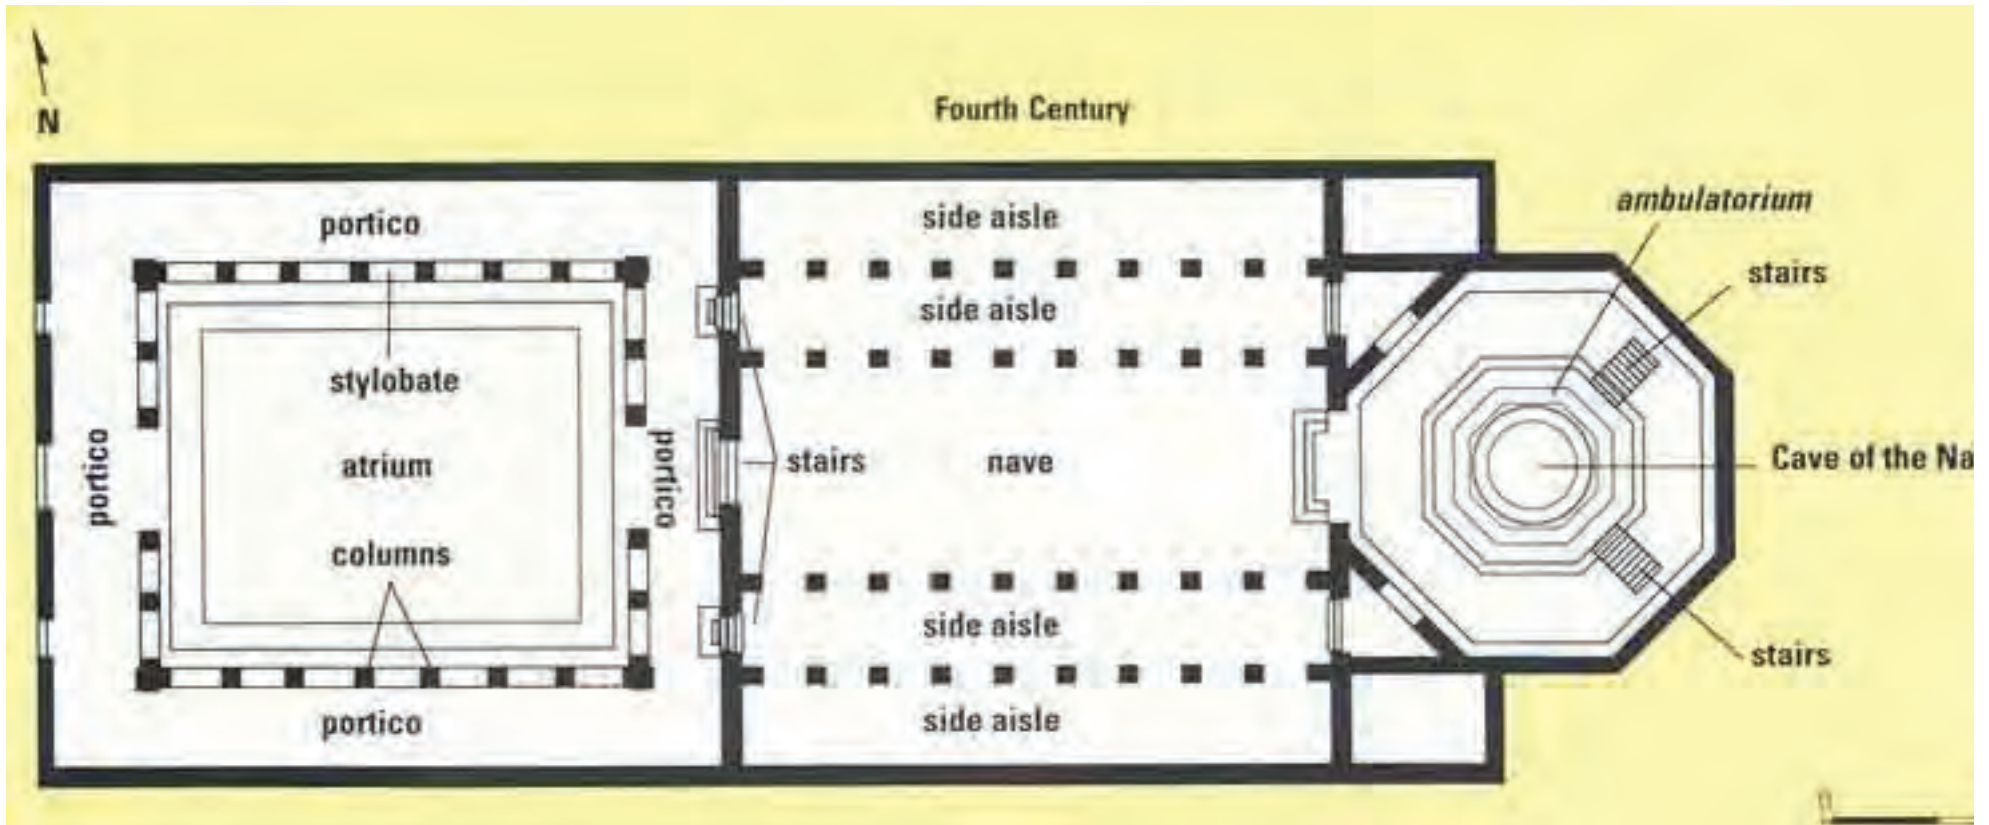 N
Fourth Century
portico
side aisle
ambulatorium
stairs
side aisle
stylobate
portico
atrium
portico
stairs
nave
Cave of the Na
columns
side aisle
stairs
portico
side aisle
0